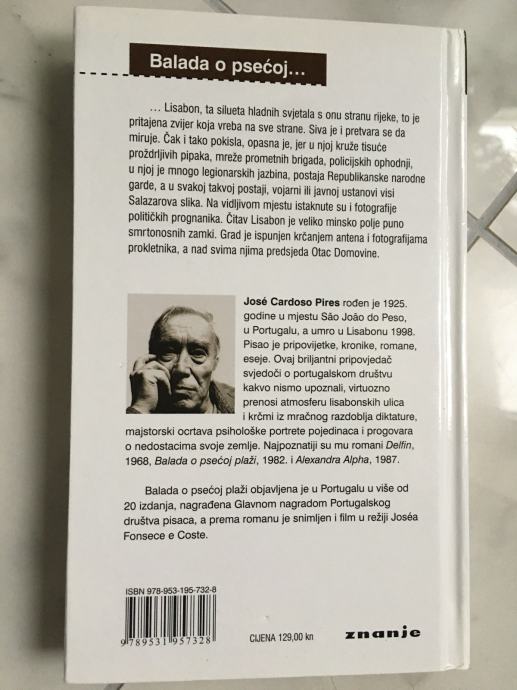 Balada o psećoj...
... Lisabon, ta silueta hladnih svjetala s onu stranu rijeke, to je
pritajena zvijer koja vreba na sve strane. Siva je i pretvara se da
miruje. Čak i tako pokisla, opasna je, jer u njoj kruže tisuće
proždrljivih pipaka, mreže prometnih brigada, policijskih ophodnji,
u njoj je mnogo legionarskih jazbina, postaja Republikanske narodne
garde, a u svakoj takvoj postaji, vojarni ili javnoj ustanovi visi
Salazarova slika. Na vidljivom mjestu istaknute su i fotografije
političkih prognanika. Čitav Lisabon je veliko minsko polje puno
smrtonosnih zamki. Grad je ispunjen krčanjem antena i fotografijama
prokletnika, a nad svima njima predsjeda Otac Domovine.
José Cardoso Pires rođen je 1925.
godine u mjestu São João do Peso,
u Portugalu, a umro u Lisabonu 1998.
Pisao je pripovijetke, kronike, romane,
eseje. Ovaj briljantni pripovjedač
svjedoči o portugalskom društvu
kakvo nismo upoznali, virtuozno
prenosi atmosferu lisabonskih ulica
i krčmi iz mračnog razdoblja diktature,
majstorski ocrtava psihološke portrete pojedinaca i progovara
o nedostacima svoje zemlje. Najpoznatiji su mu romani Delfin,
1968, Balada o psećoj plaži, 1982. i Alexandra Alpha, 1987.
Balada o psećoj plaži objavljena je u Portugalu u više od
20 izdanja, nagrađena Glavnom nagradom Portugalskog
društva pisaca, a prema romanu je snimljen i film u režiji Joséa
Fonsece e Coste.
ISBN 978-953-195-732-8
9789531957328
CIJENA 129,00 kn
znanje